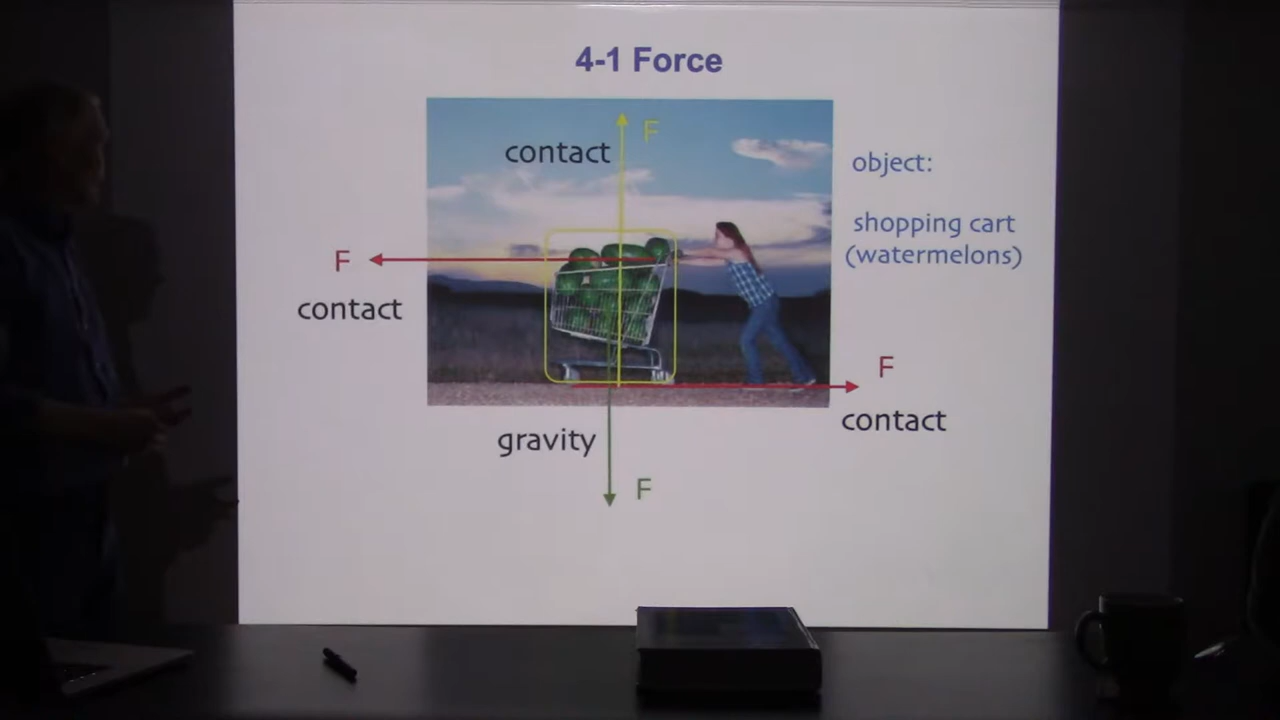 4-1 Force
contact
F
object:
shopping cart
(watermelons)
F
contact
F
contact
gravity
F